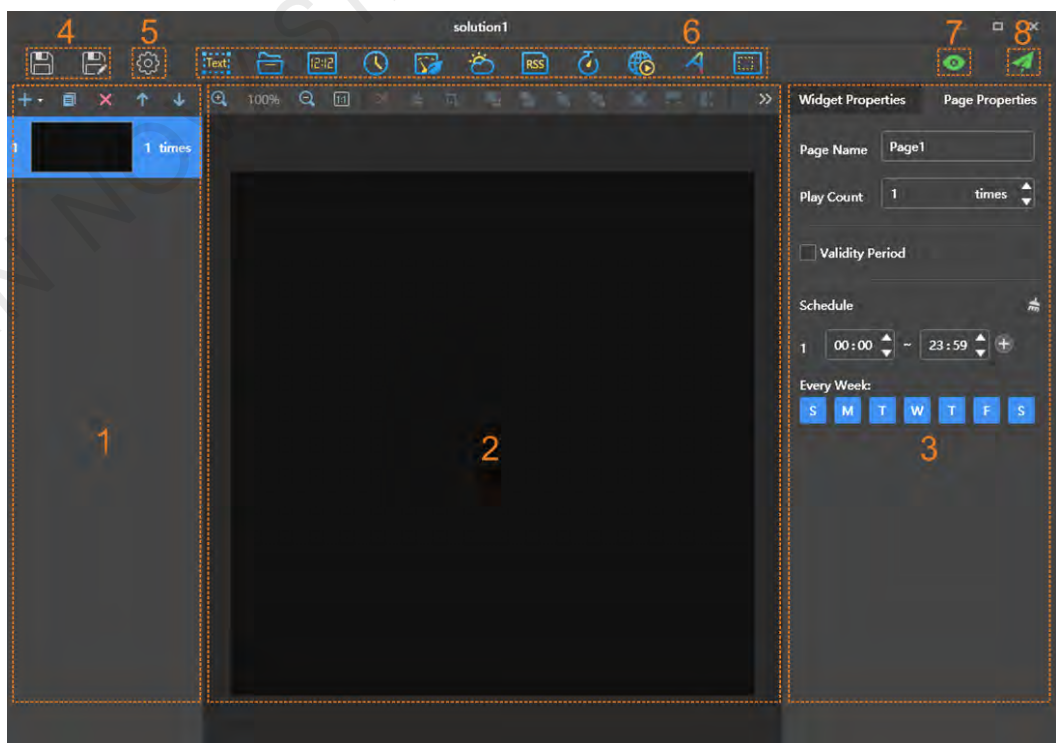 solution1
4 5 6 7 8
Text 12:12 RSS
100% 1:1
Widget Properties Page Properties
1 1 times
Page Name Page1
Play Count 1 times
Validity Period
Schedule
1 00:00 ~ 23:59
Every Week:
S M T W T F S
1 2 3